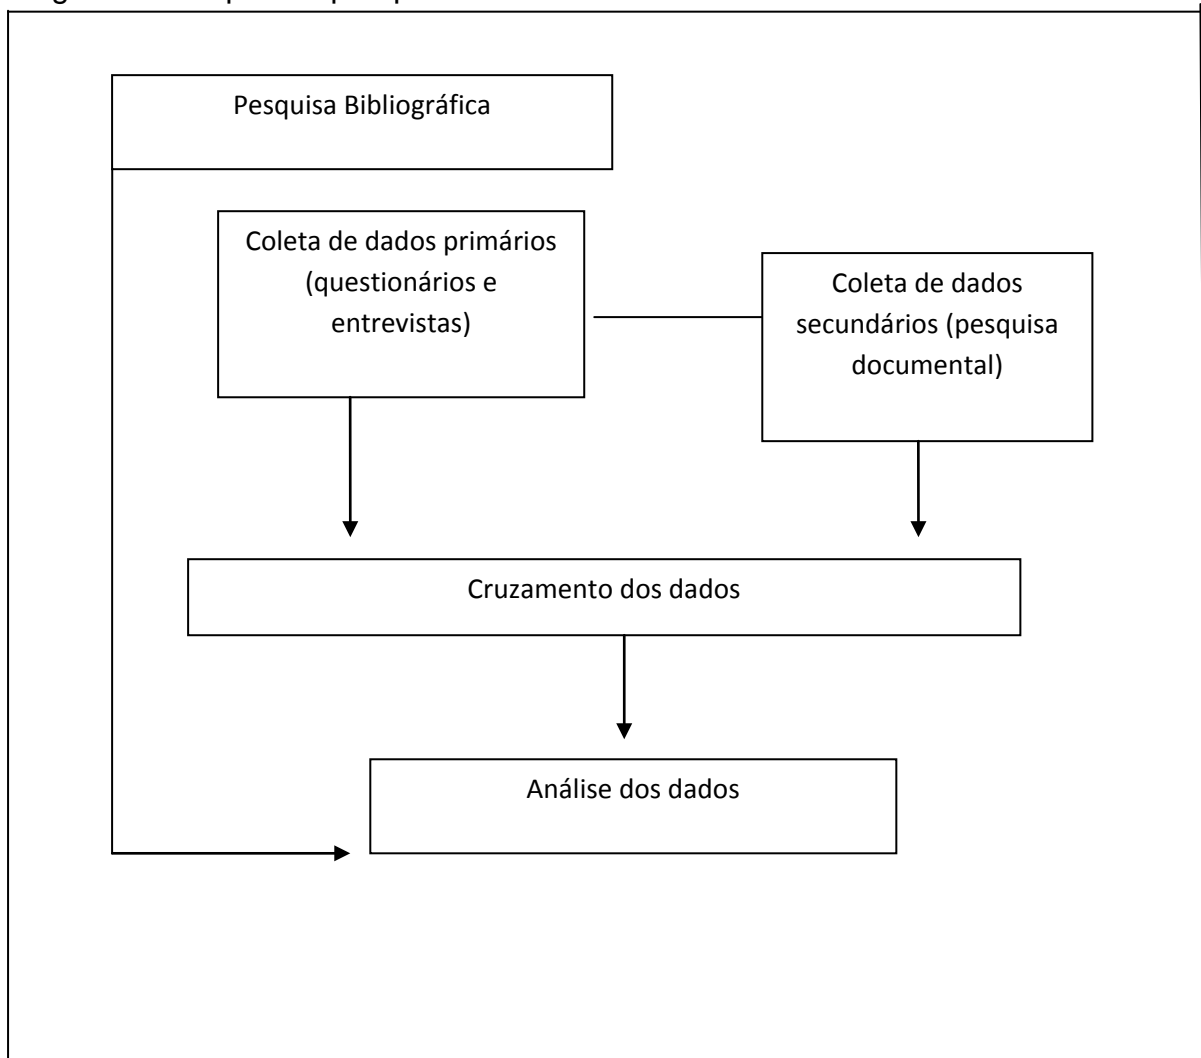 Pesquisa Bibliográfica
Coleta de dados primários
(questionários e
entrevistas)
Coleta de dados
secundários (pesquisa
documental)
Cruzamento dos dados
Análise dos dados